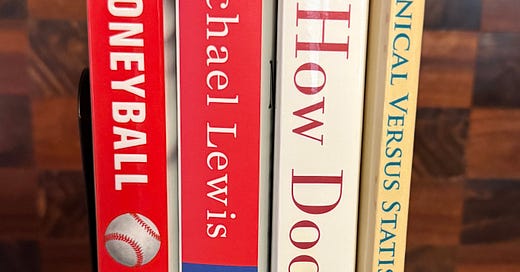 ONEYBALL
chael Lewis
How Doc
NICAL VERSUS STATIS